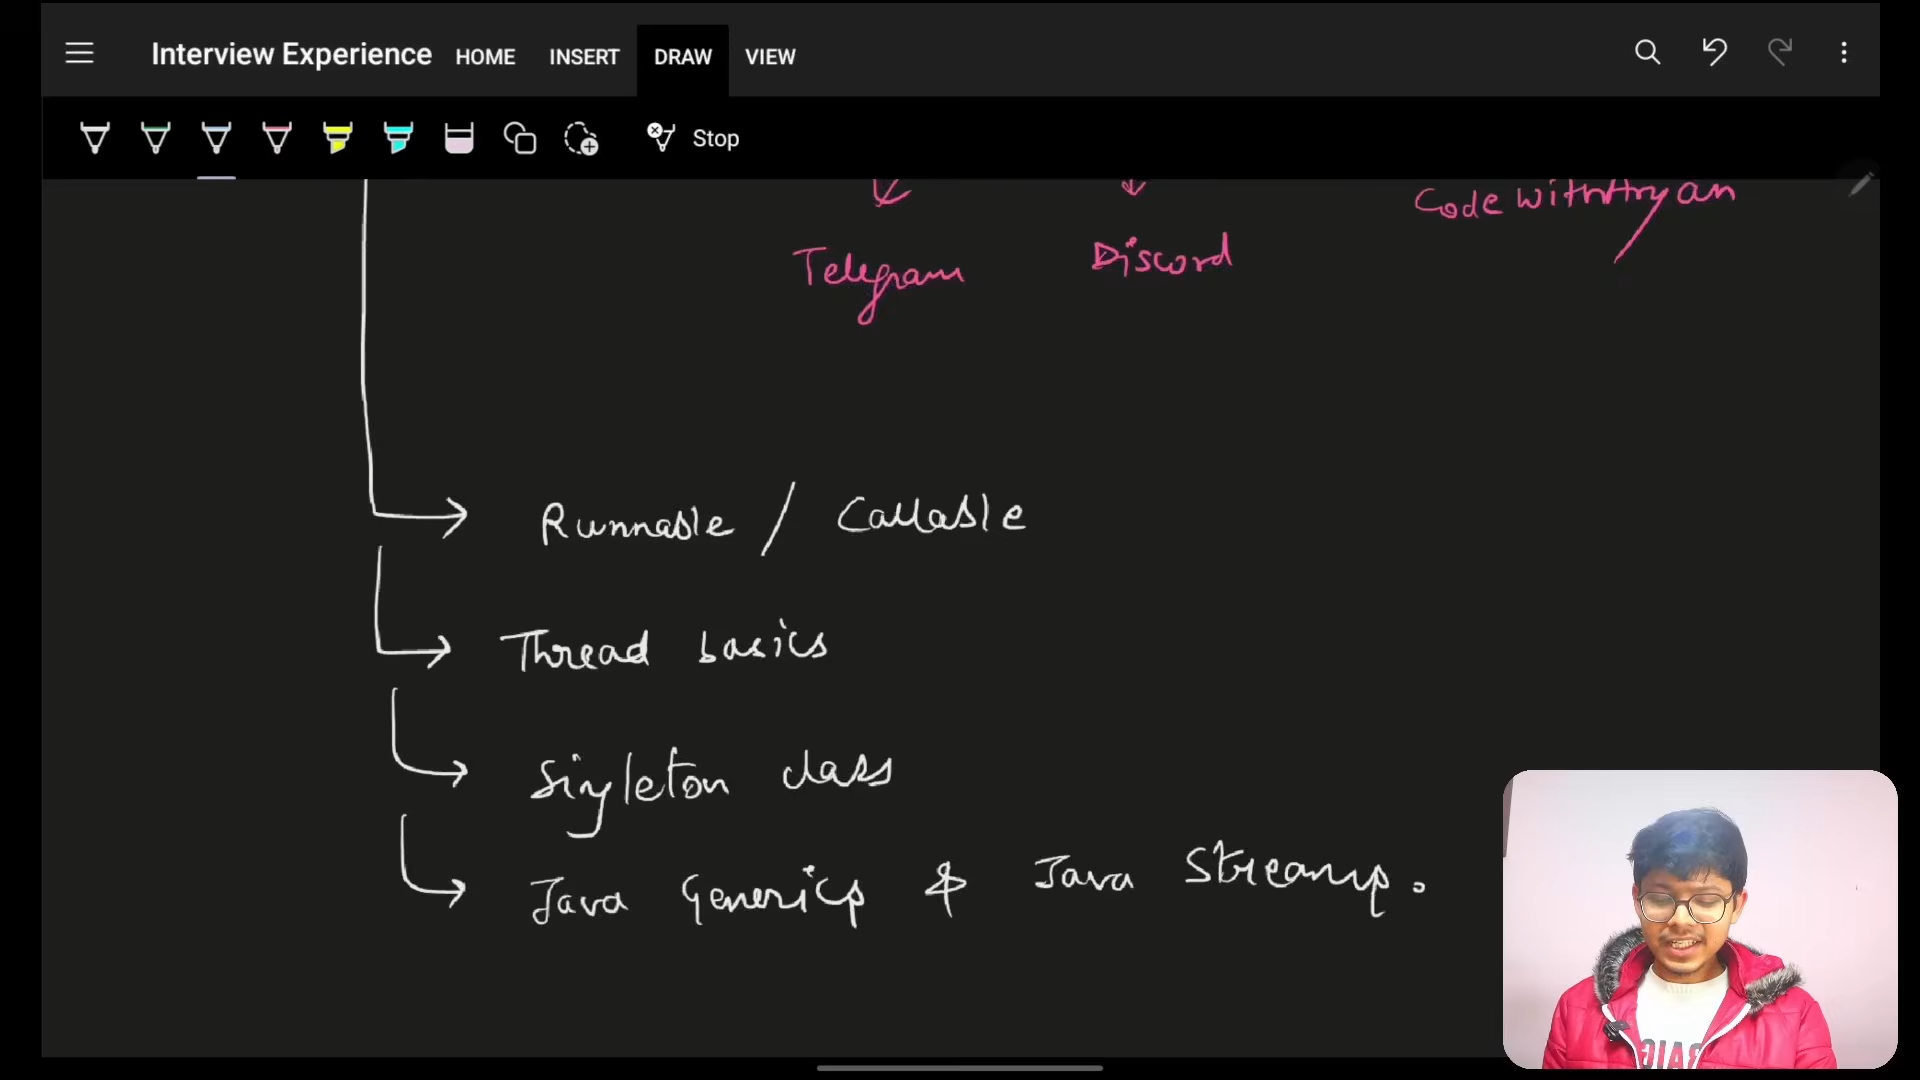 Interview Experience HOME INSERT DRAW VIEW
Stop
Code WithAryan
Telegram Discord
Runnable / Callable
Thread basics
Singleton class
Java Generics & Java Streams.